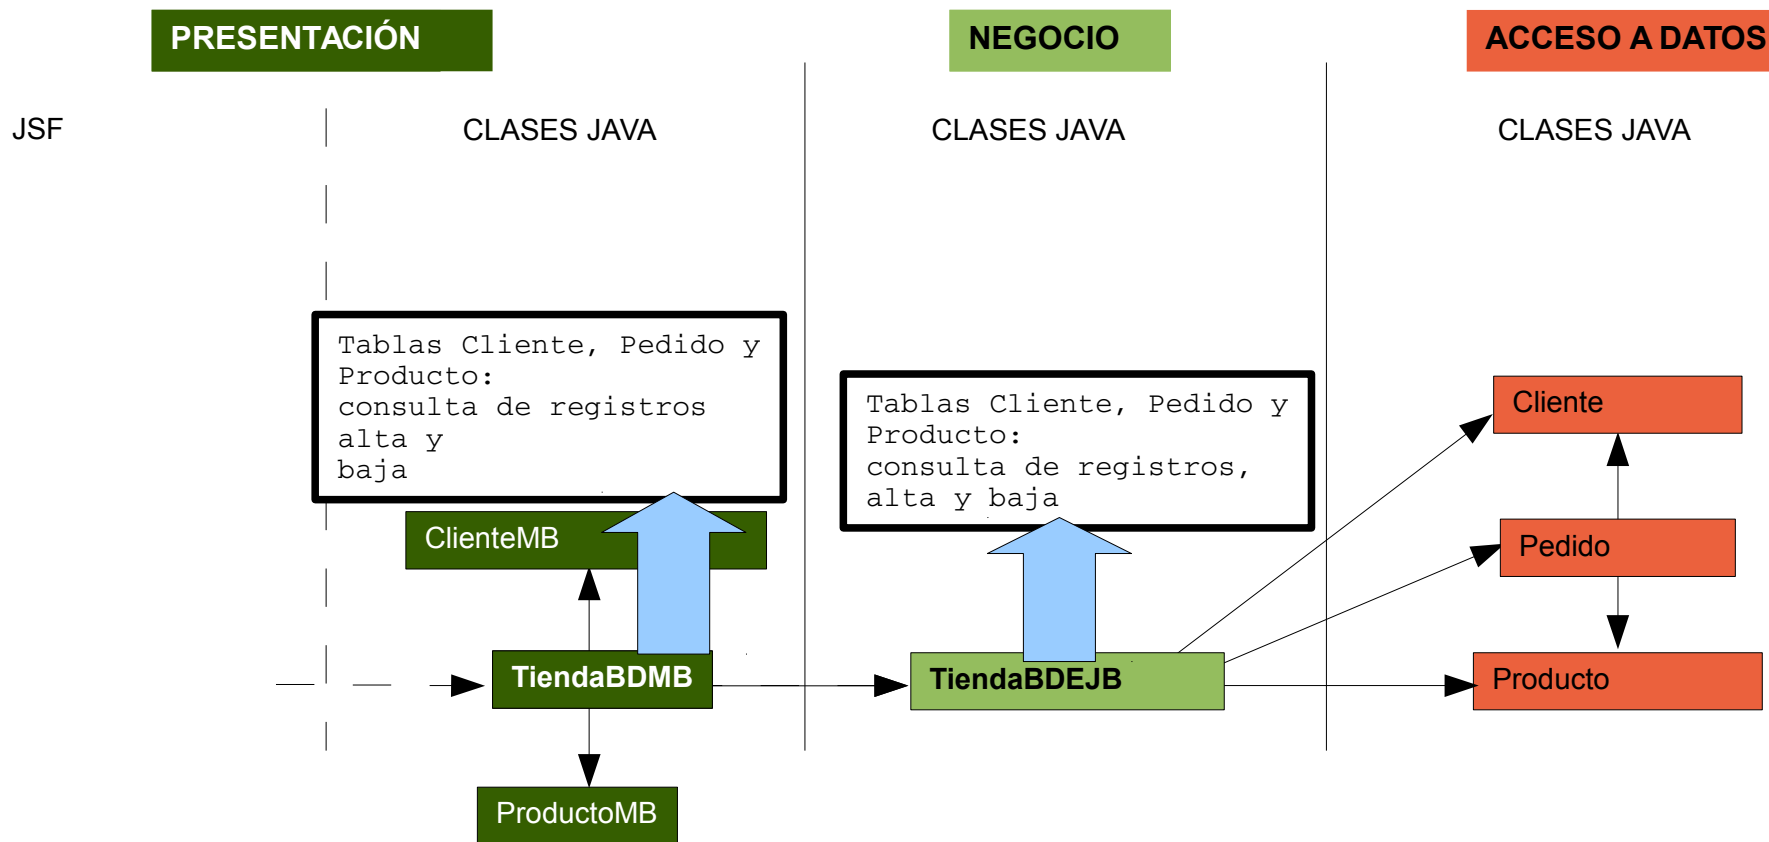 PRESENTACIÓN
NEGOCIO
ACCESO A DATOS
JSF
CLASES JAVA
CLASES JAVA
CLASES JAVA
Tablas Cliente, Pedido y
Producto:
consulta de registros
alta y
baja
Tablas Cliente, Pedido y
Producto:
consulta de registros,
alta y baja
Cliente
ClienteMB
Pedido
TiendaBDMB
TiendaBDEJB
Producto
ProductoMB